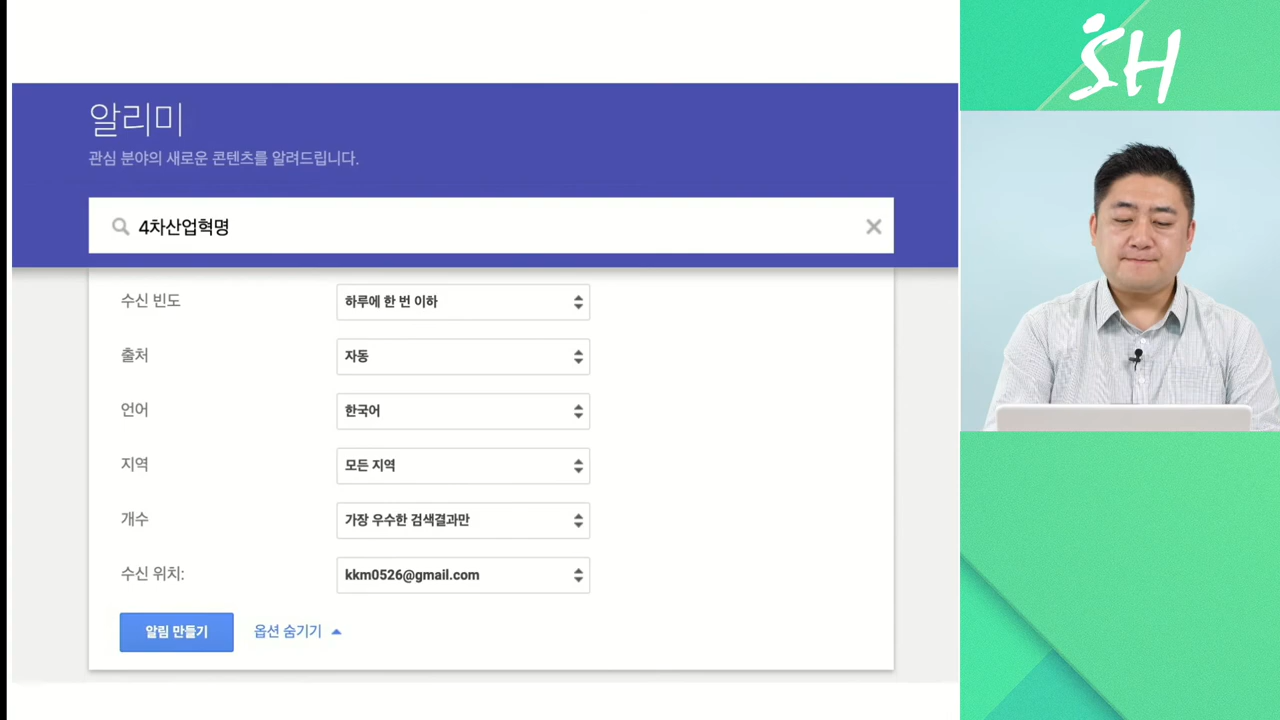 알리미
관심 분야의 새로운 콘텐츠를 알려드립니다.
4차산업혁명
수신 빈도 하루에 한 번 이하
출처 자동
언어 한국어
지역 모든 지역
개수 가장 우수한 검색결과만
수신 위치: kkm0526@gmail.com
알림 만들기 옵션 숨기기
SH